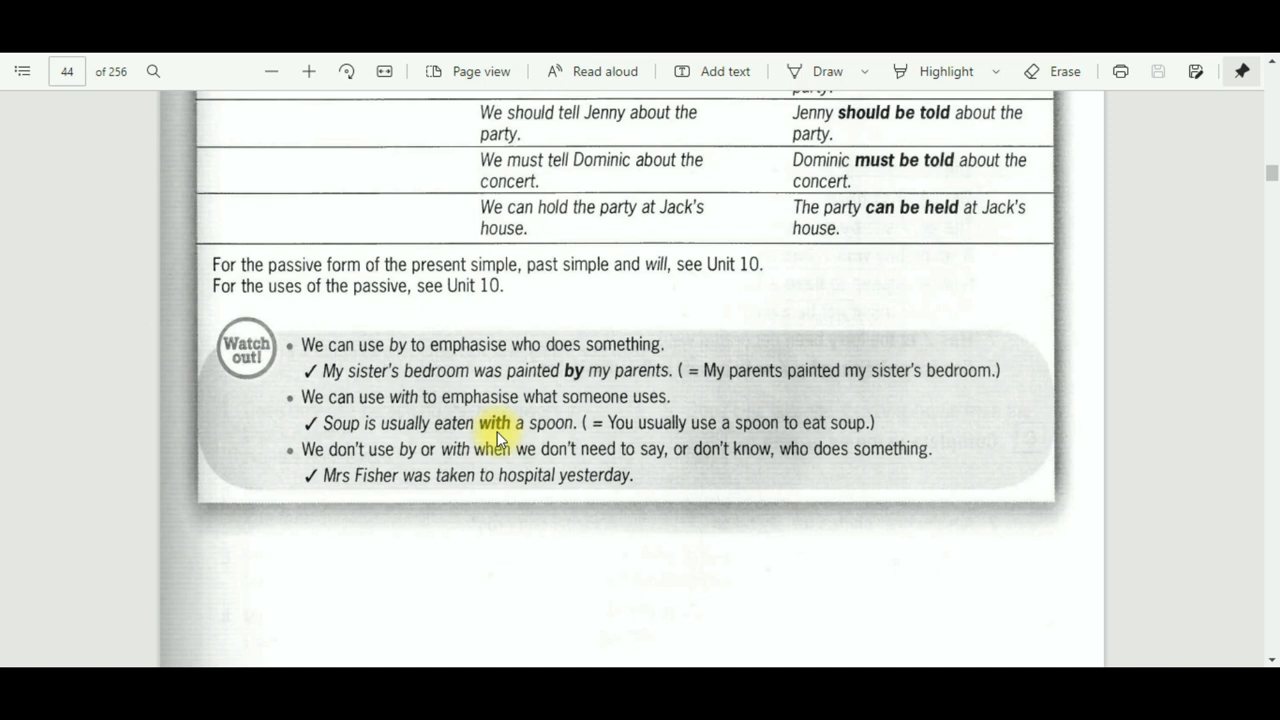 44 of 256 Page view Read aloud Add text Draw Highlight Erase
party.
We should tell Jenny about the Jenny should be told about the
party. party.
We must tell Dominic about the Dominic must be told about the
concert. concert.
We can hold the party at Jack's The party can be held at Jack's
house. house.
For the passive form of the present simple, past simple and will, see Unit 10.
For the uses of the passive, see Unit 10.
Watch
out!
• We can use by to emphasise who does something.
✓ My sister's bedroom was painted by my parents. ( = My parents painted my sister's bedroom.)
• We can use with to emphasise what someone uses.
✓ Soup is usually eaten with a spoon. ( = You usually use a spoon to eat soup.)
• We don't use by or with when we don't need to say, or don't know, who does something.
✓ Mrs Fisher was taken to hospital yesterday.